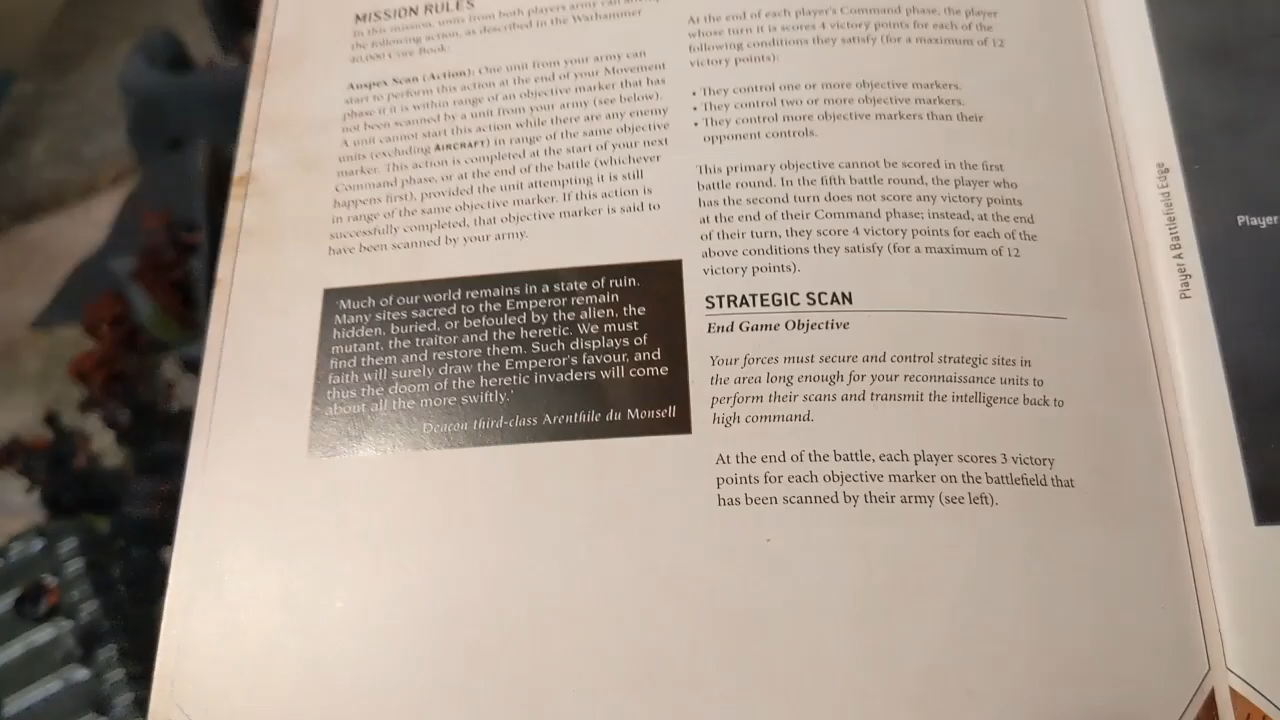 MISSION RULES
In this mission, units from both players army can
the following action, as described in the Warhammer
40,000 Core Book:
Auspex Scan (Action): One unit from your army can
start to perform this action at the end of your Movement
phase if it is within range of an objective marker that has
not been scanned by a unit from your army (see below).
A unit cannot start this action while there are any enemy
units (excluding AIRCRAFT) in range of the same objective
marker. This action is completed at the start of your next
Command phase, or at the end of the battle (whichever
happens first), provided the unit attempting it is still
in range of the same objective marker. If this action is
successfully completed, that objective marker is said to
have been scanned by your army.
'Much of our world remains in a state of ruin.
Many sites sacred to the Emperor remain
hidden, buried, or befouled by the alien, the
mutant, the traitor and the heretic. We must
find them and restore them. Such displays of
faith will surely draw the Emperor's favour, and
thus the doom of the heretic invaders will come
about all the more swiftly.'
- Deacon third-class Arenthile du Monsell
At the end of each player's Command phase, the player
whose turn it is scores 4 victory points for each of the
following conditions they satisfy (for a maximum of 12
victory points):
• They control one or more objective markers.
• They control two or more objective markers.
• They control more objective markers than their
opponent controls.
This primary objective cannot be scored in the first
battle round. In the fifth battle round, the player who
has the second turn does not score any victory points
at the end of their Command phase; instead, at the end
of their turn, they score 4 victory points for each of the
above conditions they satisfy (for a maximum of 12
victory points).
STRATEGIC SCAN
End Game Objective
Your forces must secure and control strategic sites in
the area long enough for your reconnaissance units to
perform their scans and transmit the intelligence back to
high command.
At the end of the battle, each player scores 3 victory
points for each objective marker on the battlefield that
has been scanned by their army (see left).
Player A Battlefield Edge
Player